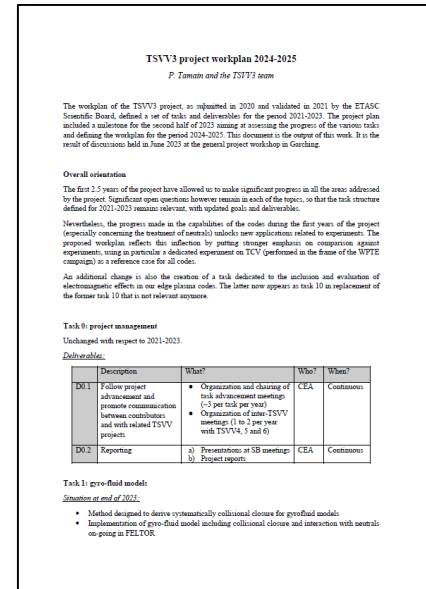 TSVV3 project workplan 2024-2025
P. Tamain and the TSVV3 team
The workplan of the TSVV3 project, as submitted in 2020 and validated in 2021 by the ETASC
Scientific Board, defined a set of tasks and deliverables for the period 2021-2023. The project plan
included a milestone for the second half of 2023 aiming at assessing the progress of the various tasks
and defining the workplan for the period 2024-2025. This document is the output of this work. It is the
result of discussions held in June 2023 at the general project workshop in Garching.
Overall orientation
The first 2.5 years of the project have allowed us to make significant progress in all the areas addressed
by the project. Significant open questions however remain in each of the topics, so that the task structure
defined for 2021-2023 remains relevant, with updated goals and deliverables.
Nevertheless, the progress made in the capabilities of the codes during the first years of the project
(especially concerning the treatment of neutrals) unlocks new applications related to experiments. The
proposed workplan reflects this inflection by putting stronger emphasis on comparison against
experiments, using in particular a dedicated experiment on TCV (performed in the frame of the WPTE
campaign) as a reference case for all codes.
An additional change is also the creation of a task dedicated to the inclusion and evaluation of
electromagnetic effects in our edge plasma codes. The latter now appears as task 10 in replacement of
the former task 10 that is not relevant anymore.
Task 0: project management
Unchanged with respect to 2021-2023.
Deliverables:
Description What? Who? When?
D0.1 Follow project advancement and promote communication between contributors and with related TSVV projects
• Organization and chairing of task advancement meetings (~3 per task per year)
• Organization of inter-TSVV meetings (1 to 2 per year with TSVV4, 5 and 6)
CEA Continuous
D0.2 Reporting
a) Presentations at SB meetings
b) Project reports
CEA Continuous
Task 1: gyro-fluid model
Situation at end of 2023:
• Method designed to derive systematically collisional closure for gyrofluid models
• Implementation of gyro-fluid model including collisional closure and interaction with neutrals
on-going in FELTOR